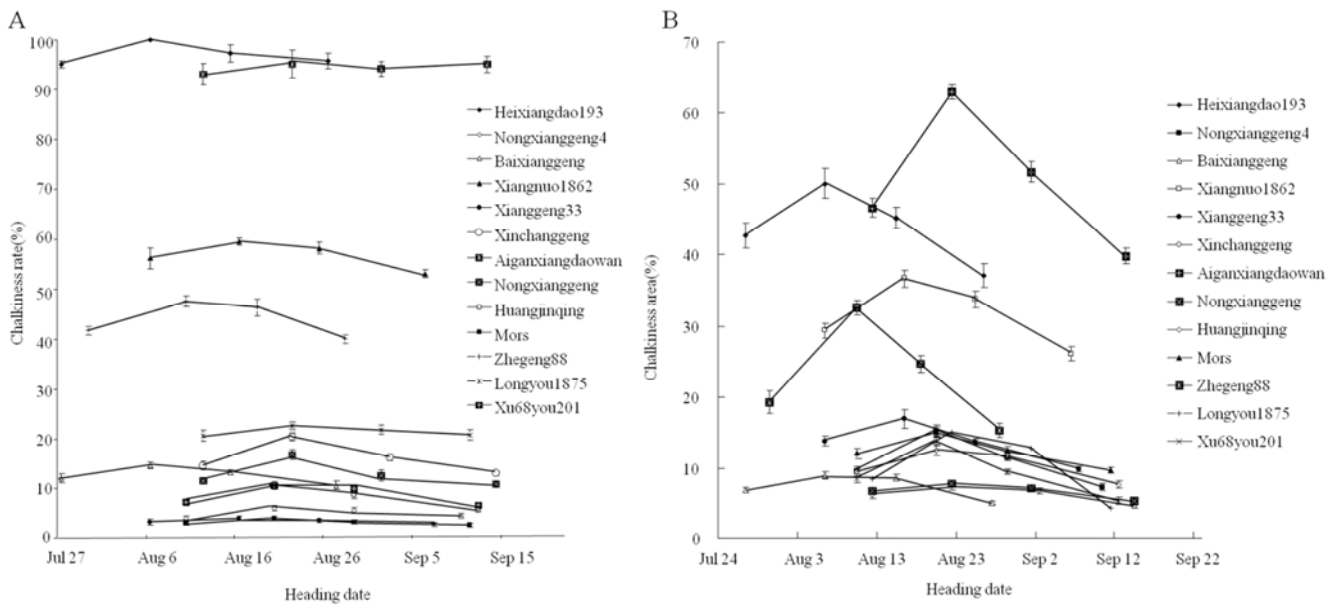 A
100
90
80
70
60
50
40
30
20
10
0
Chalkiness rate(%)
Jul 27
Aug 6
Aug 16
Aug 26
Sep 5
Sep 15
Heading date
Heixiangdao193
Nongxianggeng4
Baixianggeng
Xiangnuo1862
Xianggeng33
Xinchanggeng
Aiganxiangdaowan
Nongxianggeng
Huangjinqing
Mors
Zhegeng88
Longyou1875
Xu68you201
B
70
60
50
40
30
20
10
0
Chalkiness area(%)
Jul 24
Aug 3
Aug 13
Aug 23
Sep 2
Sep 12
Sep 22
Heading date
Heixiangdao193
Nongxianggeng4
Baixianggeng
Xiangnuo1862
Xianggeng33
Xinchanggeng
Aiganxiangdaowan
Nongxianggeng
Huangjinqing
Mors
Zhegeng88
Longyou1875
Xu68you201